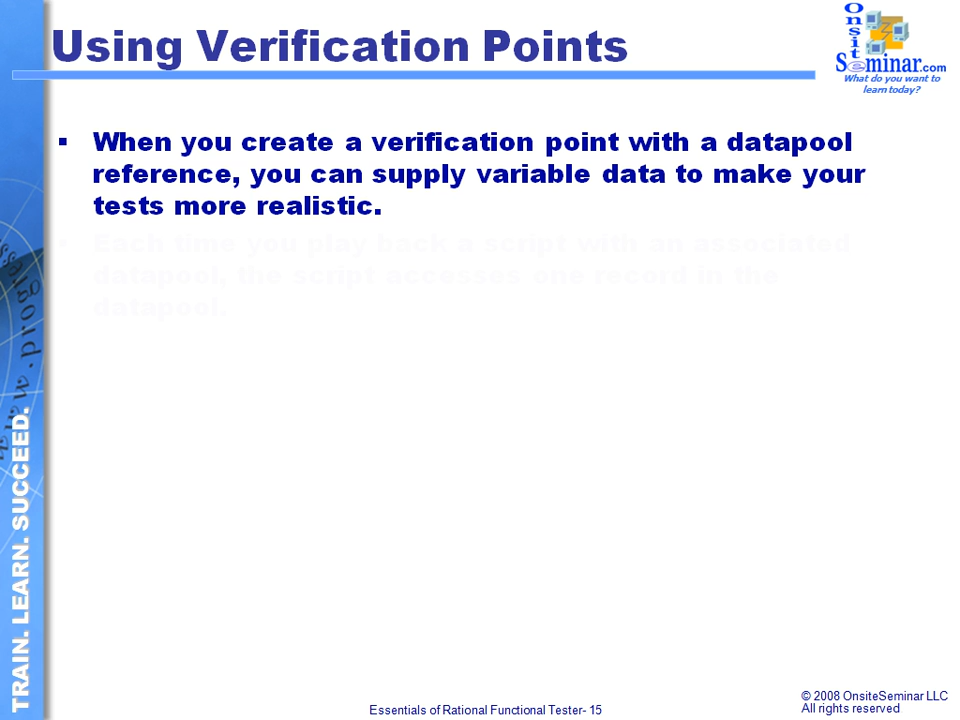 Using Verification Points
Onsite
Seminar.com
What do you want to
learn today?
▪ When you create a verification point with a datapool
reference, you can supply variable data to make your
tests more realistic.
▪ Each time you play back a script with an associated
datapool, the script accesses one record in the
datapool.
TRAIN. LEARN. SUCCEED.
Essentials of Rational Functional Tester- 15
© 2008 OnsiteSeminar LLC
All rights reserved